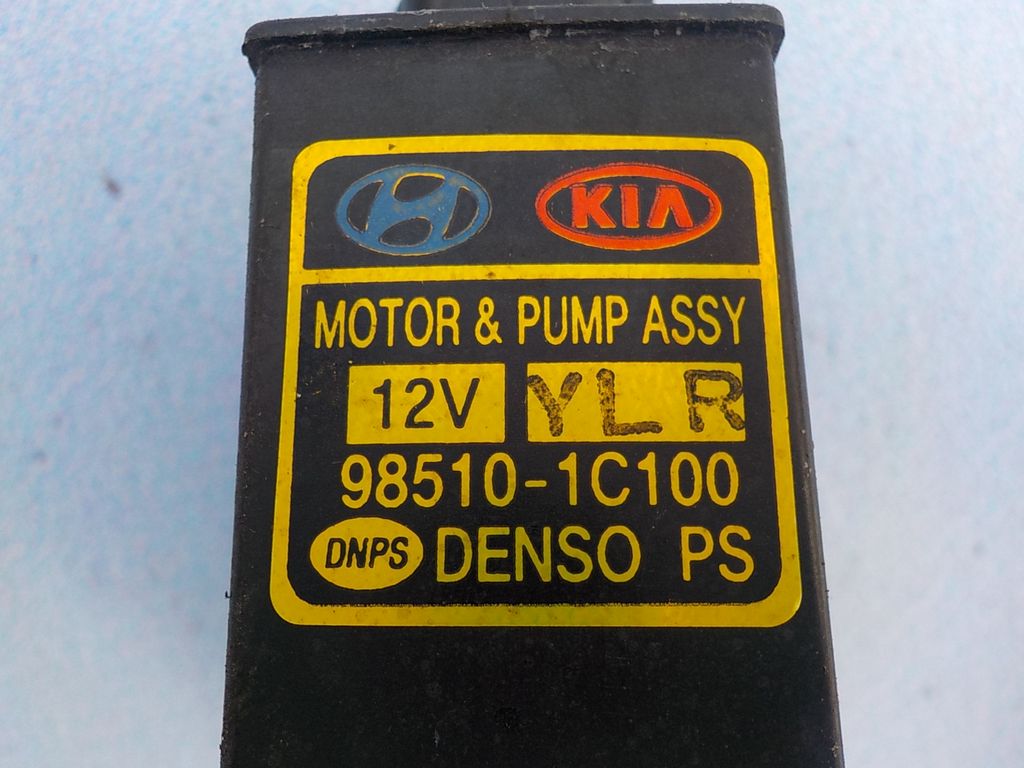 KIA
MOTOR & PUMP ASSY
12V YLR
98510-1C100
DNPS DENSO PS